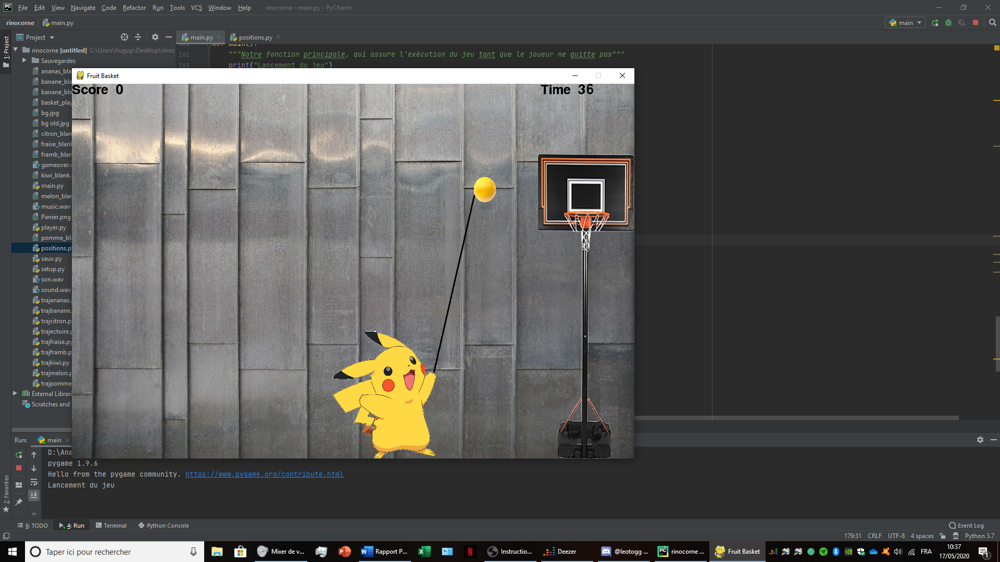 File Edit View Navigate Code Refactor Run Tools VCS Window Help rinocorne - main.py - PyCharm
rinocorne main.py
main
1: Project
Project
main.py
positions.py
rinocorne [untitled] C:\Users\hugop\Desktop\rinoc
Sauvegardes
ananas_bla
banane_bla
banane_bla
basket_play
bg.jpg
bg old.jpg
citron_blan
fraise_blank
framb_blan
gameover.w
kiwi_blank.
main.py
melon_blan
music.wav
Panier.png
player.py
pomme_bla
positions.p
sauv.py
setup.py
son.wav
sound.wav
trajananas.
trajbanane.
trajcitron.p
trajectoire.p
trajfraise.py
trajframb.p
trajkiwi.py
trajmelon.p
trajpomme
External Librari
Scratches and
161 def main():
162 """Notre fonction principale, qui assure l'exécution du jeu tant que le joueur ne quitte pas"""
163 print("Lancement du jeu")
Fruit Basket
Score 0
Time 36
Run: main
D:\Ana
pygame 1.9.6
Hello from the pygame community. https://www.pygame.org/contribute.html
Lancement du jeu
2: Favorites
6: TODO 4: Run Terminal Python Console Event Log
179:31 CRLF UTF-8 4 spaces Python 3.7
Taper ici pour rechercher
Mixer de v...
Rapport P...
Instructio...
Deezer
@leotogg ...
rinocorne ...
Fruit Basket
FRA
10:37
17/05/2020
1